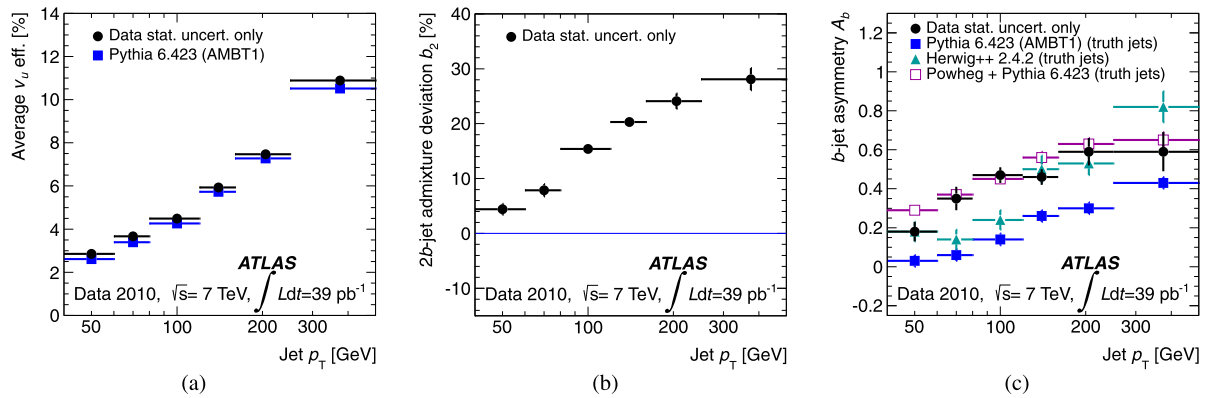 Average vᵤ eff. [%]
14
12
10
8
6
4
2
0
Data stat. uncert. only
Pythia 6.423 (AMBT1)
ATLAS
Data 2010, √s= 7 TeV, ∫ Ldt=39 pb⁻¹
50 100 200 300
Jet p_T [GeV]
(a)
2b-jet admixture deviation b₂ [%]
40
30
20
10
0
-10
Data stat. uncert. only
ATLAS
Data 2010, √s= 7 TeV, ∫ Ldt=39 pb⁻¹
50 100 200 300
Jet p_T [GeV]
(b)
b-jet asymmetry A_b
1.2
1
0.8
0.6
0.4
0.2
0
-0.2
Data stat. uncert. only
Pythia 6.423 (AMBT1) (truth jets)
Herwig++ 2.4.2 (truth jets)
Powheg + Pythia 6.423 (truth jets)
ATLAS
Data 2010, √s= 7 TeV, ∫ Ldt=39 pb⁻¹
50 100 200 300
Jet p_T [GeV]
(c)